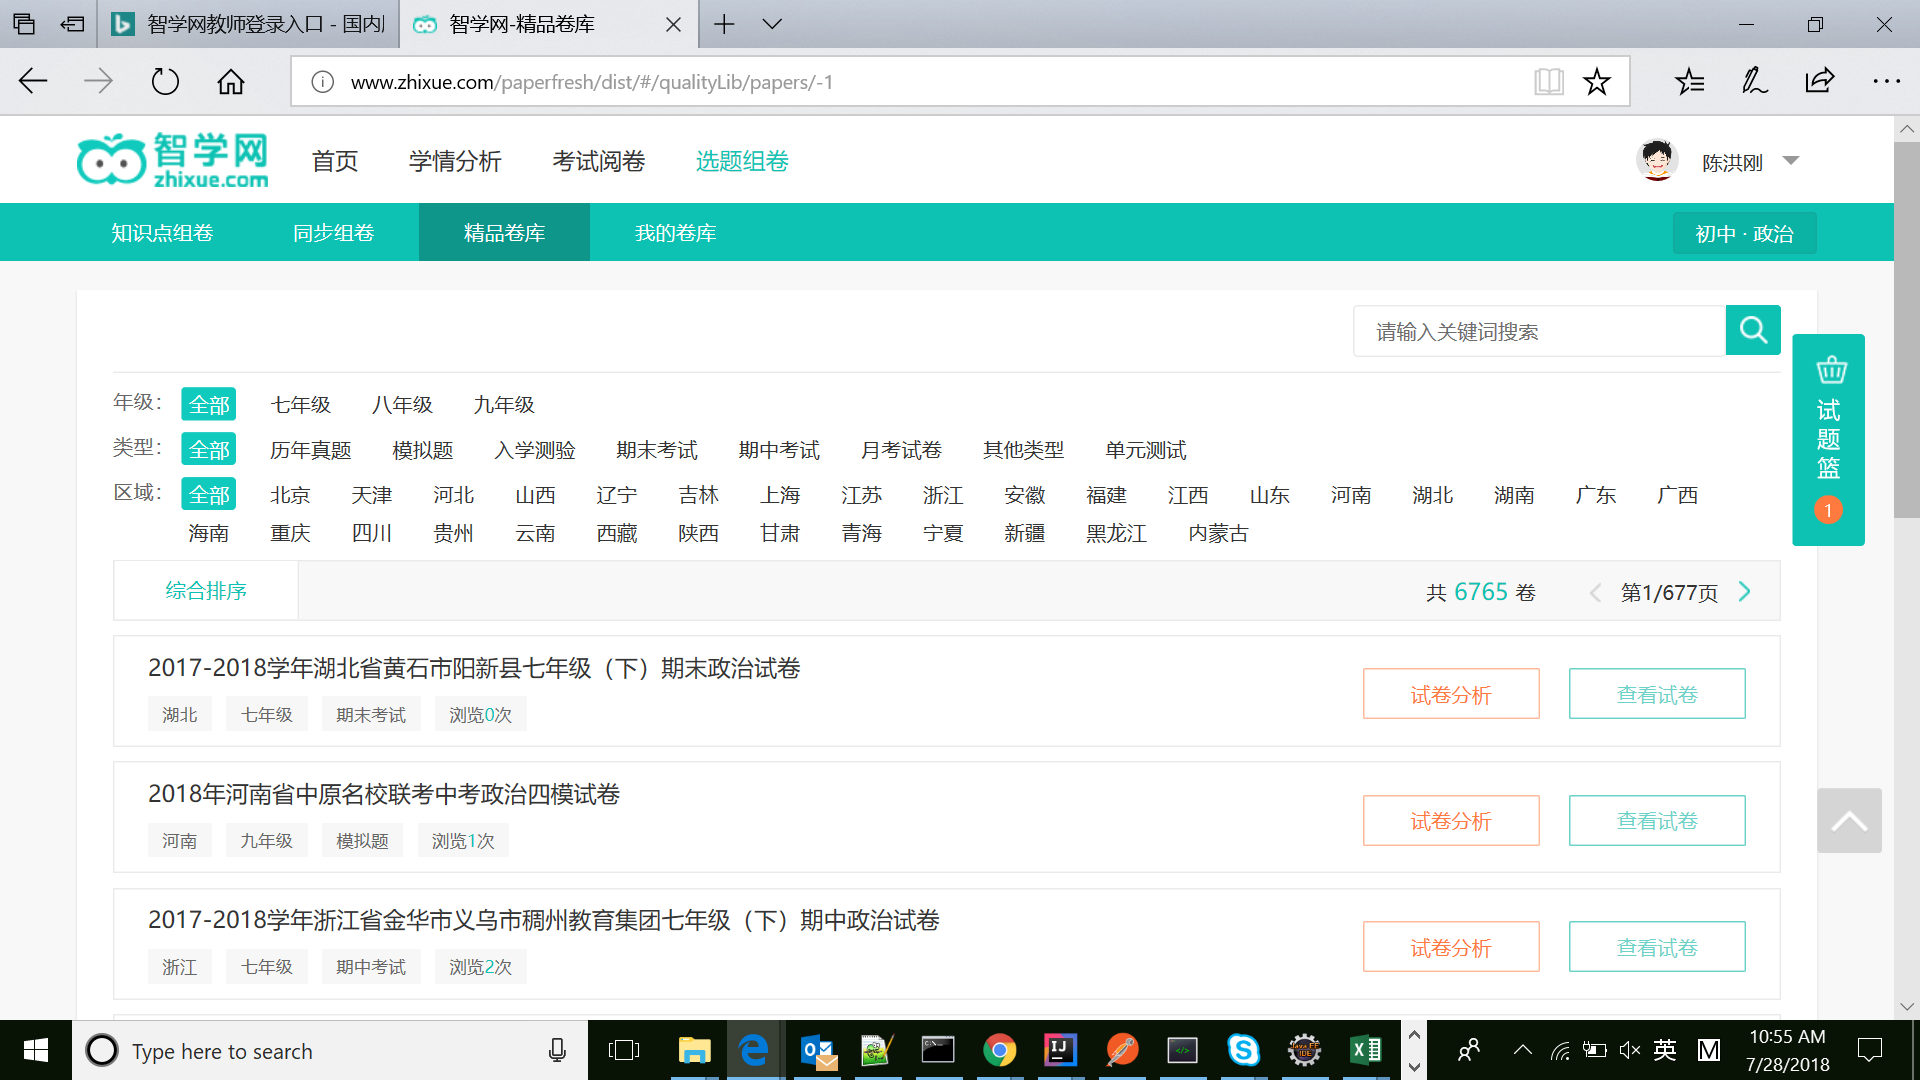 智学网教师登录入口 - 国内
智学网-精品卷库
www.zhixue.com/paperfresh/dist/#/qualityLib/papers/-1
智学网
zhixue.com
首页 学情分析 考试阅卷 选题组卷
陈洪刚
知识点组卷 同步组卷 精品卷库 我的卷库
初中 · 政治
请输入关键词搜索
年级： 全部 七年级 八年级 九年级
类型： 全部 历年真题 模拟题 入学测验 期末考试 期中考试 月考试卷 其他类型 单元测试
区域： 全部 北京 天津 河北 山西 辽宁 吉林 上海 江苏 浙江 安徽 福建 江西 山东 河南 湖北 湖南 广东 广西
海南 重庆 四川 贵州 云南 西藏 陕西 甘肃 青海 宁夏 新疆 黑龙江 内蒙古
试
题
篮
1
综合排序
共 6765 卷 第1/677页
2017-2018学年湖北省黄石市阳新县七年级（下）期末政治试卷
湖北 七年级 期末考试 浏览0次
试卷分析 查看试卷
2018年河南省中原名校联考中考政治四模试卷
河南 九年级 模拟题 浏览1次
试卷分析 查看试卷
2017-2018学年浙江省金华市义乌市稠州教育集团七年级（下）期中政治试卷
浙江 七年级 期中考试 浏览2次
试卷分析 查看试卷
Type here to search
英
M
10:55 AM
7/28/2018